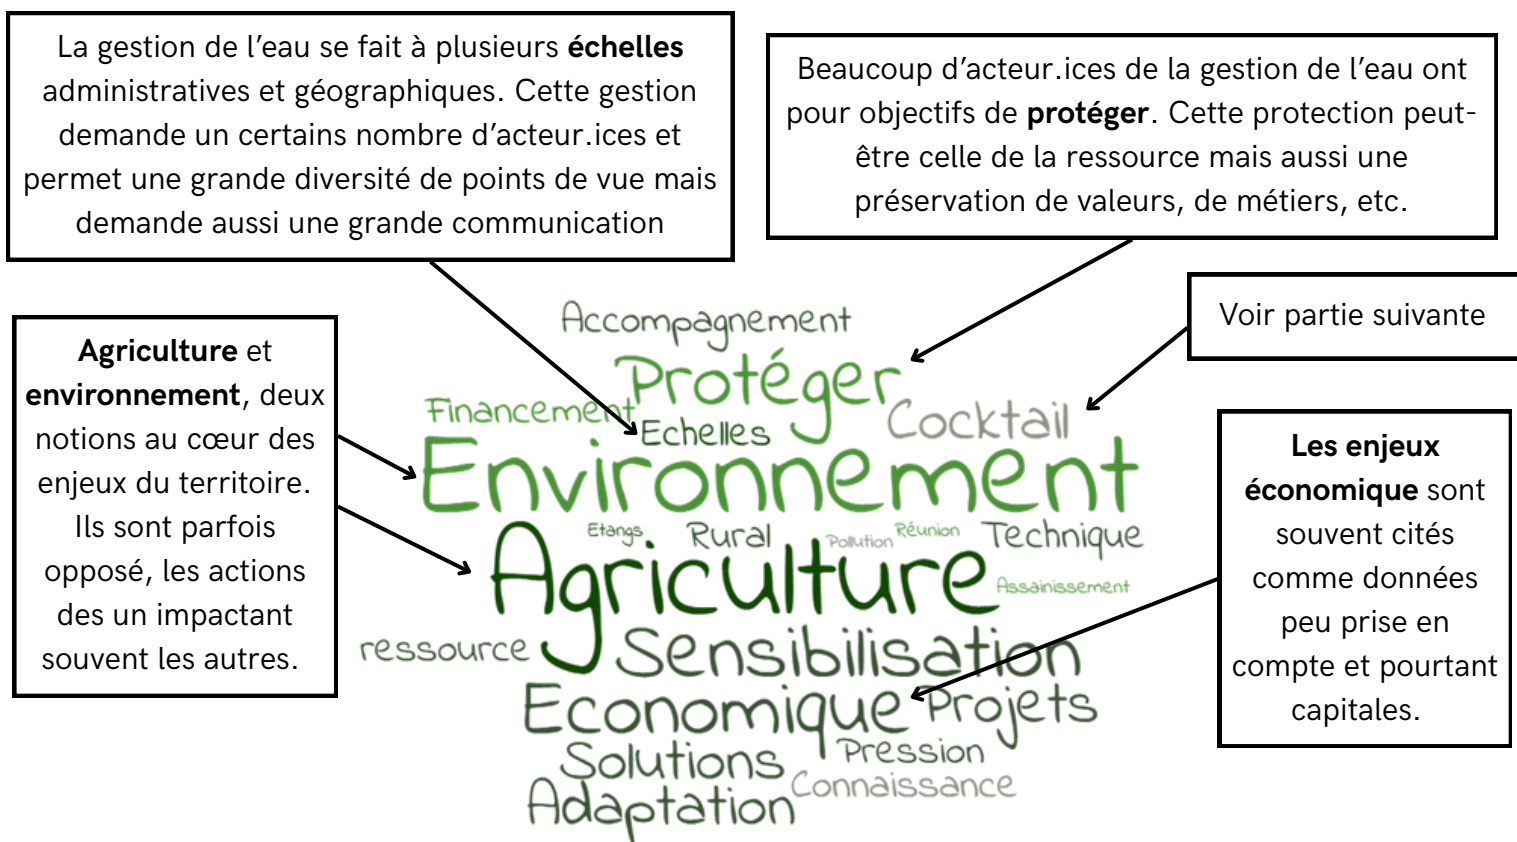 La gestion de l'eau se fait à plusieurs échelles
administratives et géographiques. Cette gestion
demande un certains nombre d'acteur.ices et
permet une grande diversité de points de vue mais
demande aussi une grande communication
Beaucoup d'acteur.ices de la gestion de l'eau ont
pour objectifs de protéger. Cette protection peut-
être celle de la ressource mais aussi une
préservation de valeurs, de métiers, etc.
Voir partie suivante
Agriculture et
environnement, deux
notions au cœur des
enjeux du territoire.
Ils sont parfois
opposé, les actions
des un impactant
souvent les autres.
Les enjeux
économique sont
souvent cités
comme données
peu prise en
compte et pourtant
capitales.
Accompagnement
Protéger
Financement
Echelles
Cocktail
Environnement
Etangs
Rural
Pollution
Réunion
Technique
Agriculture
Assainissement
ressource
Sensibilisation
Economique
Projets
Solutions
Pression
Connaissance
Adaptation